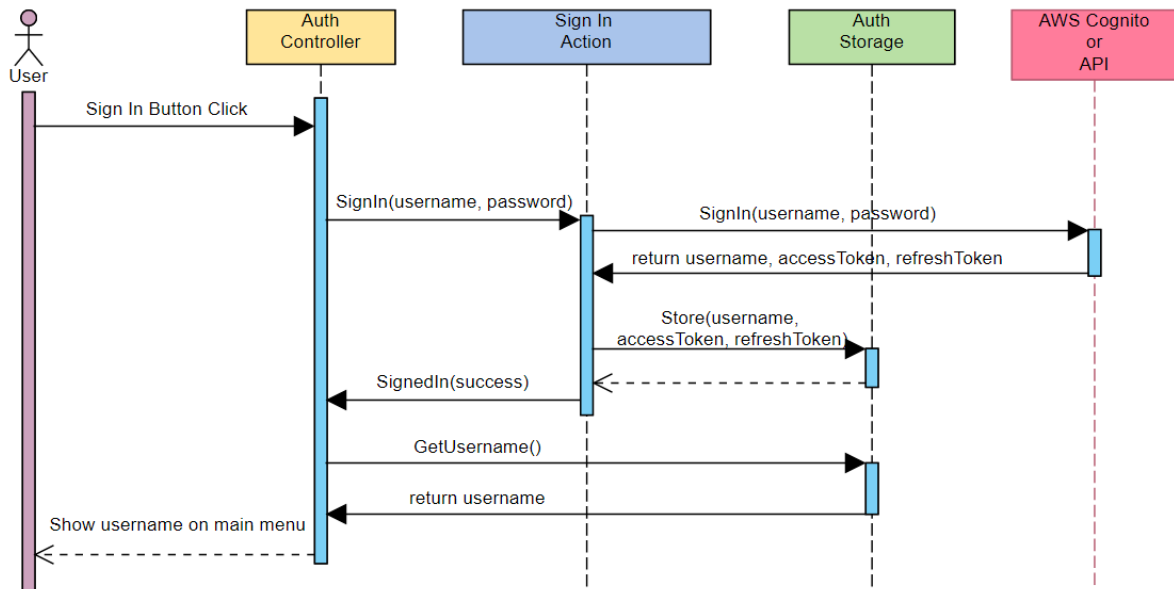 User
Auth
Controller
Sign In
Action
Auth
Storage
AWS Cognito
or
API
Sign In Button Click
SignIn(username, password)
SignIn(username, password)
return username, accessToken, refreshToken
Store(username,
accessToken, refreshToken)
SignedIn(success)
GetUsername()
return username
Show username on main menu